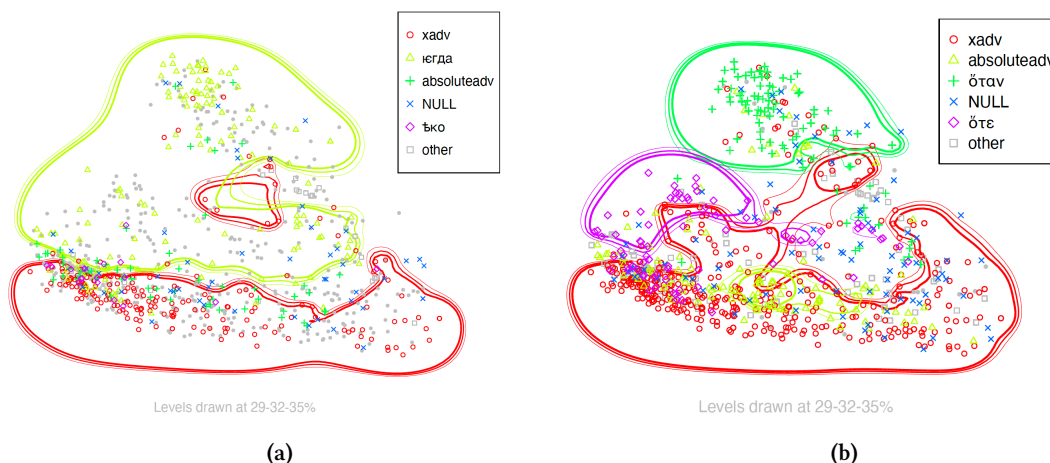 xadv
ѥгда
absoluteadv
NULL
ѣко
other
Levels drawn at 29-32-35%
(a)
xadv
absoluteadv
ὅταν
NULL
ὅτε
other
Levels drawn at 29-32-35%
(b)